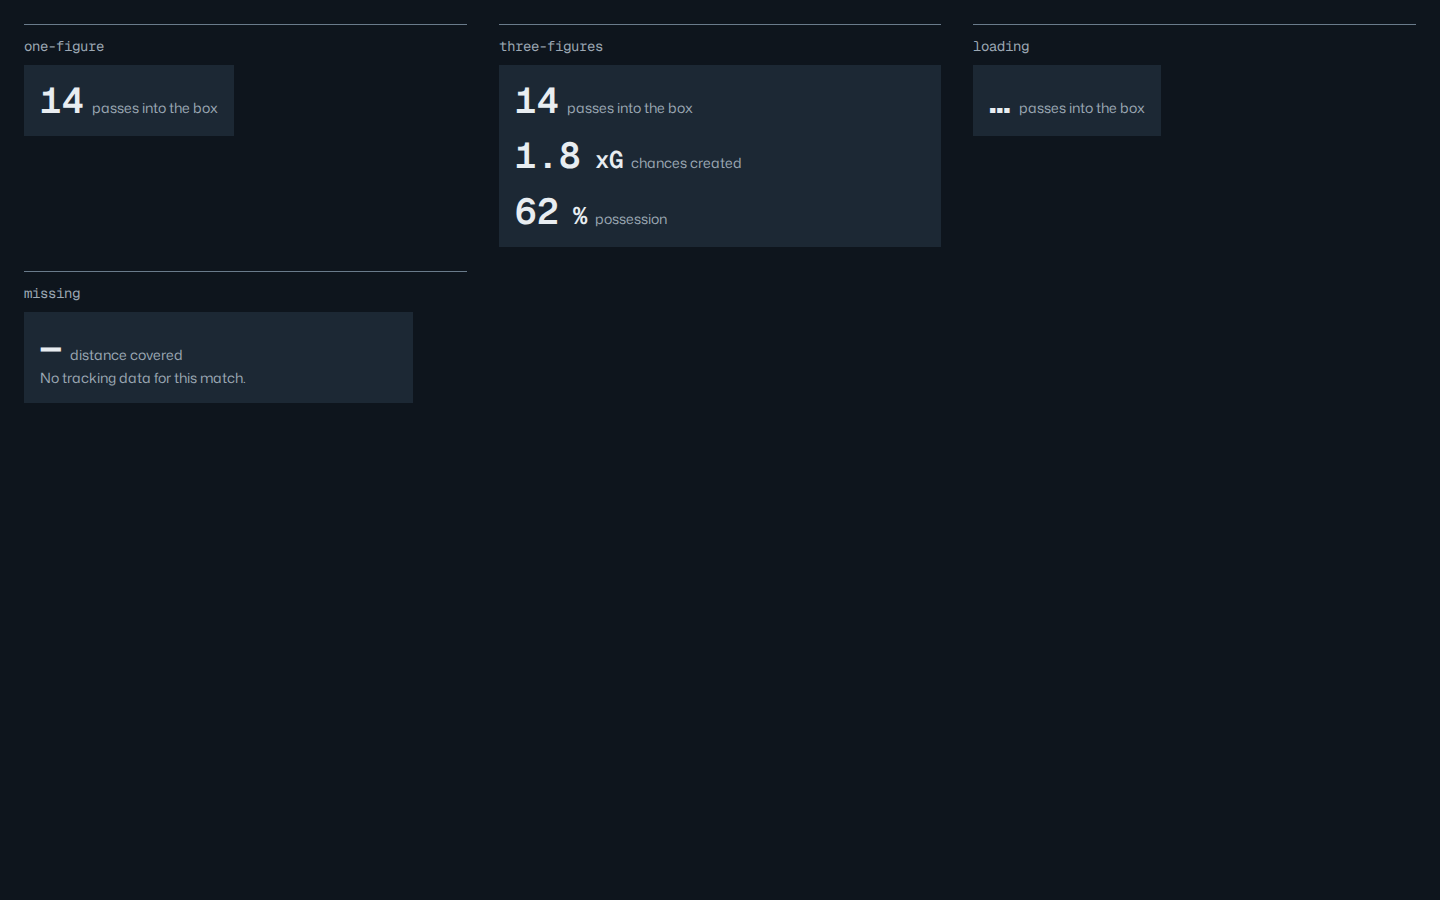 one-figure
14 passes into the box
three-figures
14 passes into the box
1.8 xG chances created
62 % possession
loading
… passes into the box
missing
– distance covered
No tracking data for this match.